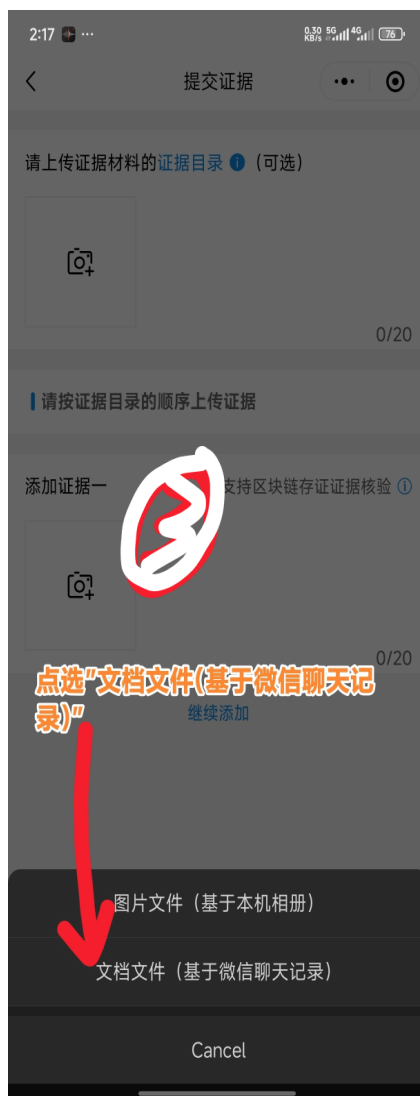 2:17 ··· 0.30 KB/s 5G 4G 76
提交证据
请上传证据材料的证据目录 (可选)
0/20
请按证据目录的顺序上传证据
添加证据一 支持区块链存证证据核验
3
0/20
点选"文档文件(基于微信聊天记
录)"
继续添加
图片文件（基于本机相册）
文档文件（基于微信聊天记录）
Cancel